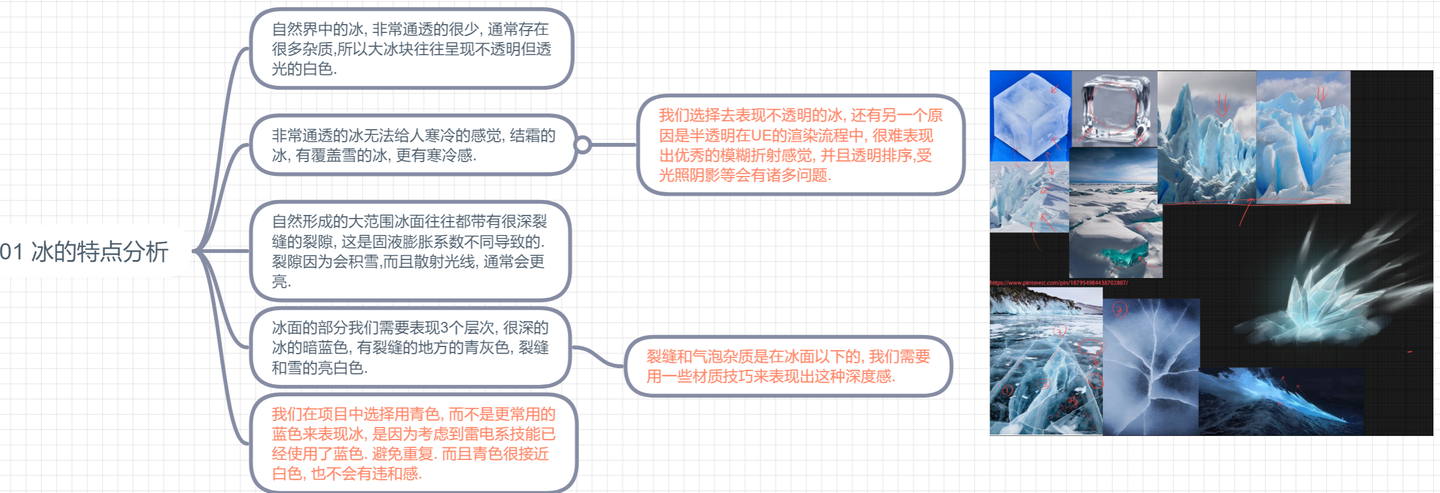 01 冰的特点分析
自然界中的冰, 非常通透的很少, 通常存在
很多杂质,所以大冰块往往呈现不透明但透
光的白色.
非常通透的冰无法给人寒冷的感觉, 结霜的
冰, 有覆盖雪的冰, 更有寒冷感.
我们选择去表现不透明的冰, 还有另一个原
因是半透明在UE的渲染流程中, 很难表现
出优秀的模糊折射感觉, 并且透明排序,受
光照阴影等会有诸多问题.
自然形成的大范围冰面往往都带有很深裂
缝的裂隙, 这是固液膨胀系数不同导致的.
裂隙因为会积雪,而且散射光线, 通常会更
亮.
冰面的部分我们需要表现3个层次, 很深的
冰的暗蓝色, 有裂缝的地方的青灰色, 裂缝
和雪的亮白色.
裂缝和气泡杂质是在冰面以下的, 我们需要
用一些材质技巧来表现出这种深度感.
我们在项目中选择用青色, 而不是更常用的
蓝色来表现冰, 是因为考虑到雷电系技能已
经使用了蓝色. 避免重复. 而且青色很接近
白色, 也不会有违和感.